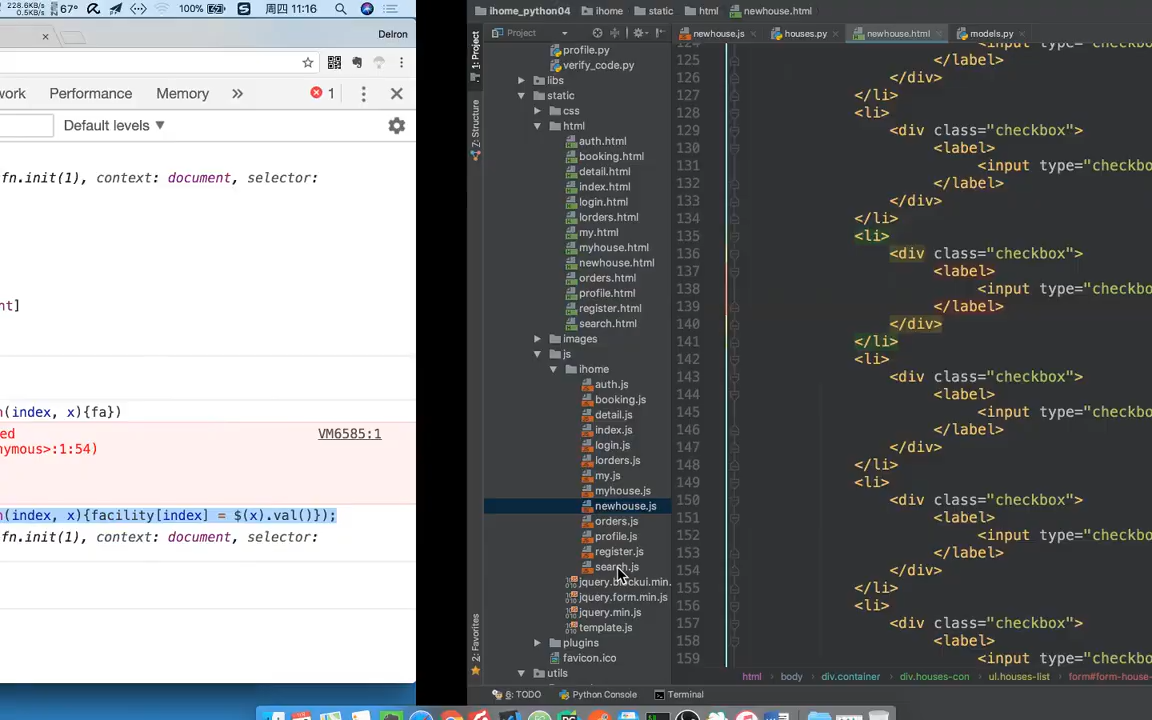 228.6KB/s
0.5KB/s
67°
100%
周四 11:16
Delron
work
Performance
Memory
1
Default levels ▼
fn.init(1), context: document, selector:
nt]
n(index, x){fa})
ed
VM6585:1
nymous>:1:54)
n(index, x){facility[index] = $(x).val()});
fn.init(1), context: document, selector:
ihome_python04
ihome
static
html
newhouse.html
Project
newhouse.js
houses.py
newhouse.html
models.py
1: Project
7: Structure
2: Favorites
profile.py
verify_code.py
libs
static
css
html
auth.html
booking.html
detail.html
index.html
login.html
lorders.html
my.html
myhouse.html
newhouse.html
orders.html
profile.html
register.html
search.html
images
js
ihome
auth.js
booking.js
detail.js
index.js
login.js
lorders.js
my.js
myhouse.js
newhouse.js
orders.js
profile.js
register.js
search.js
jquery.blockui.min.
jquery.form.min.js
jquery.min.js
template.js
plugins
favicon.ico
utils
125 </label>
126 </div>
127 </li>
128 <li>
129 <div class="checkbox">
130 <label>
131 <input type="checkbo
132 </label>
133 </div>
134 </li>
135 <li>
136 <div class="checkbox">
137 <label>
138 <input type="checkbo
139 </label>
140 </div>
141 </li>
142 <li>
143 <div class="checkbox">
144 <label>
145 <input type="checkbo
146 </label>
147 </div>
148 </li>
149 <li>
150 <div class="checkbox">
151 <label>
152 <input type="checkbo
153 </label>
154 </div>
155 </li>
156 <li>
157 <div class="checkbox">
158 <label>
159 <input type="checkbo
html
body
div.container
div.houses-con
ul.houses-list
form#form-house-
6: TODO
Python Console
Terminal